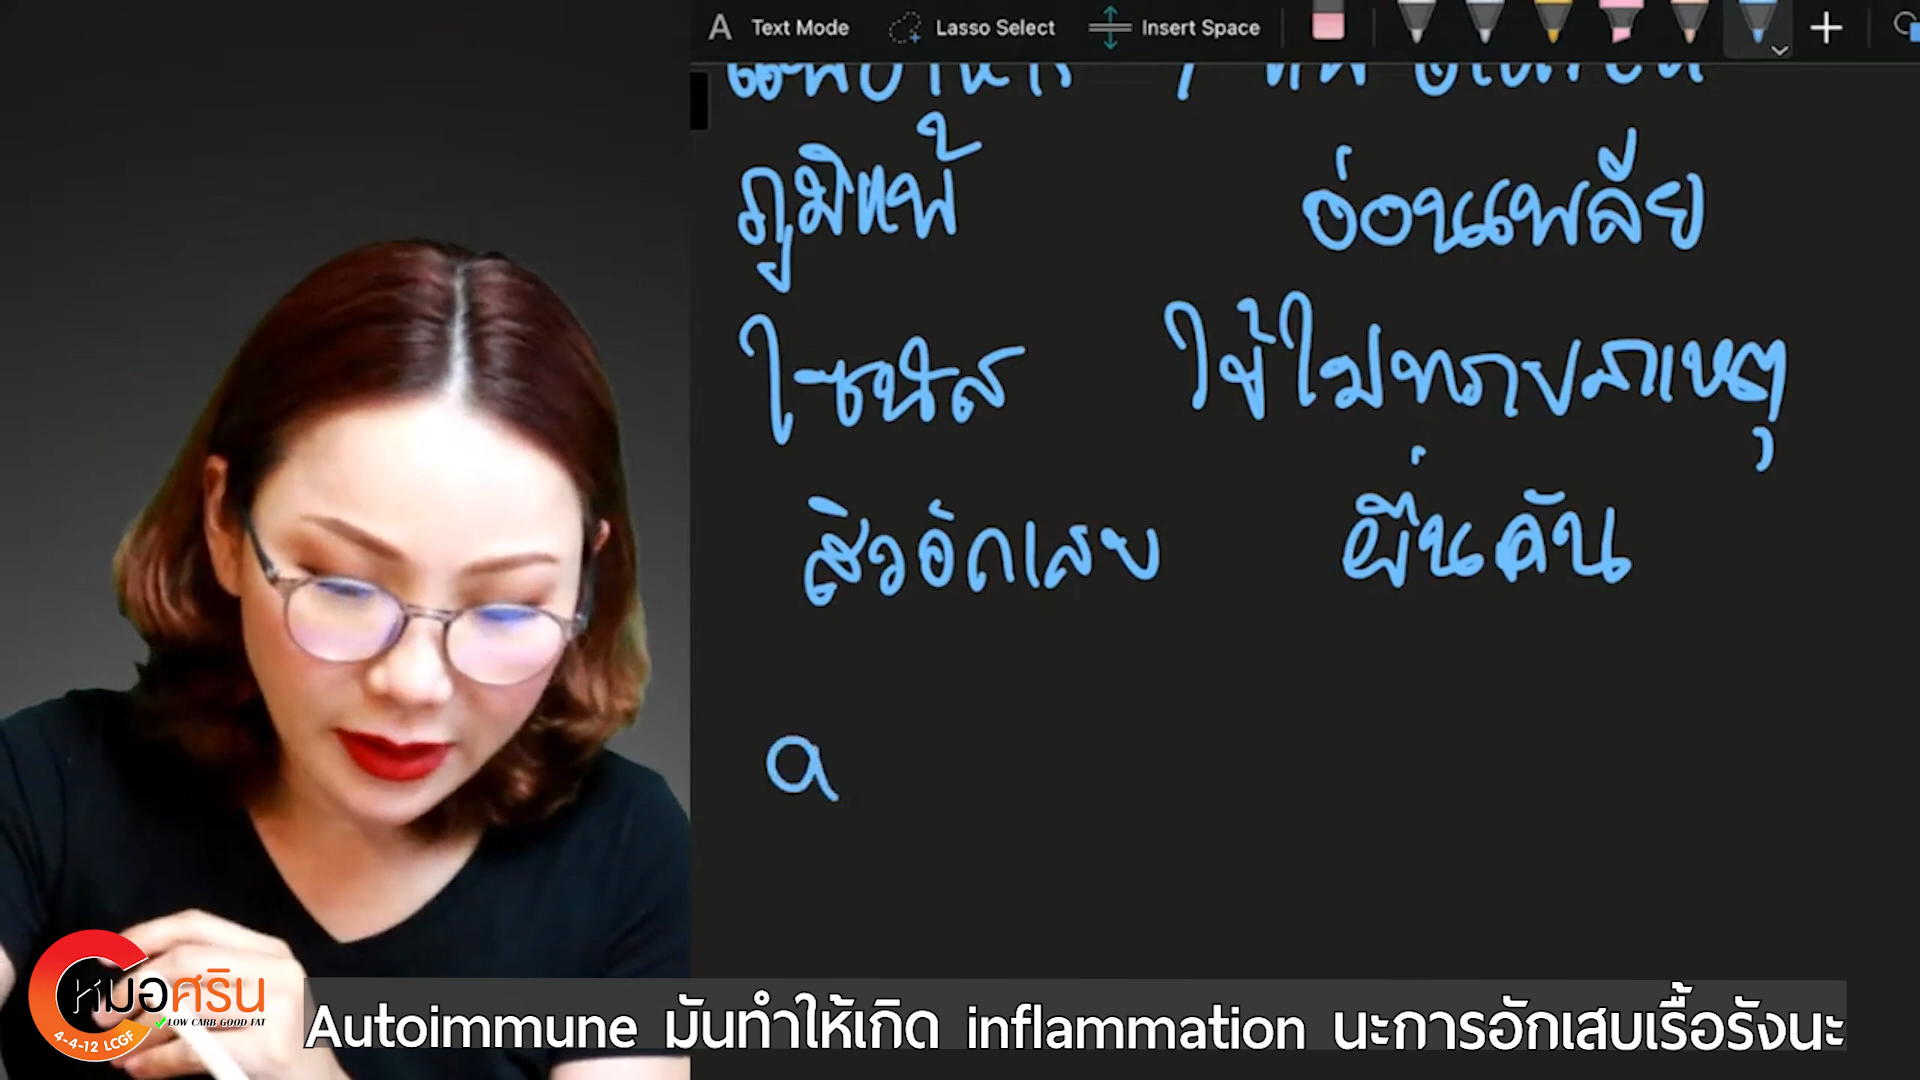 A Text Mode Lasso Select Insert Space
ภูมิแพ้ อ่อนเพลีย
ไซนัส ไข้ไม่ทราบสาเหตุ
สิวอักเสบ ผื่นคัน
a
หมอศริน
LOW CARB GOOD FAT
4-4-12 LCGF
Autoimmune มันทำให้เกิด inflammation นะการอักเสบเรื้อรังนะ